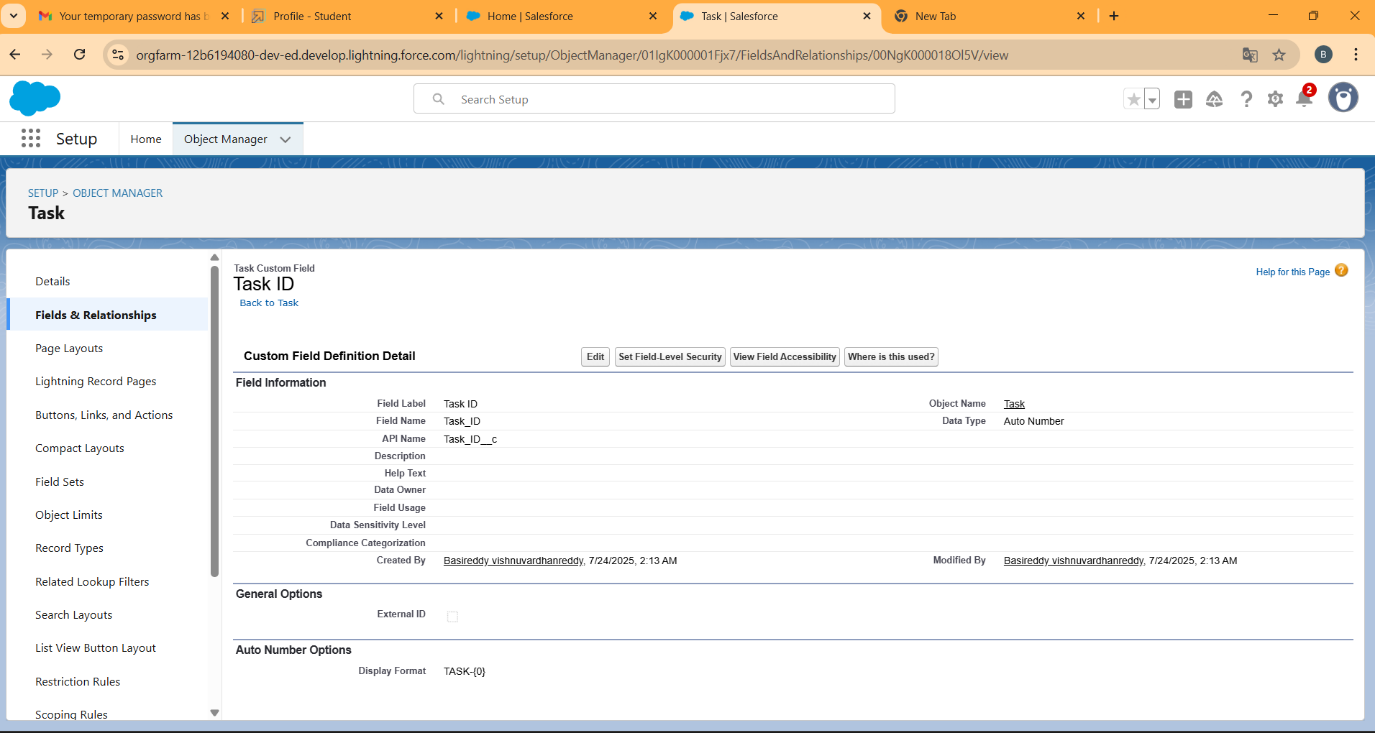 Your temporary password has b
Profile - Student
Home | Salesforce
Task | Salesforce
New Tab
orgfarm-12b6194080-dev-ed.develop.lightning.force.com/lightning/setup/ObjectManager/01IgK000001Fjx7/FieldsAndRelationships/00NgK000018Ol5V/view
B
Search Setup
2
Setup
Home
Object Manager
SETUP > OBJECT MANAGER
Task
Details
Fields & Relationships
Page Layouts
Lightning Record Pages
Buttons, Links, and Actions
Compact Layouts
Field Sets
Object Limits
Record Types
Related Lookup Filters
Search Layouts
List View Button Layout
Restriction Rules
Scoping Rules
Task Custom Field
Task ID
Back to Task
Help for this Page
Custom Field Definition Detail
Edit
Set Field-Level Security
View Field Accessibility
Where is this used?
Field Information
Field Label Task ID Object Name Task
Field Name Task_ID Data Type Auto Number
API Name Task_ID__c
Description
Help Text
Data Owner
Field Usage
Data Sensitivity Level
Compliance Categorization
Created By Basireddy vishnuvardhanreddy, 7/24/2025, 2:13 AM Modified By Basireddy vishnuvardhanreddy, 7/24/2025, 2:13 AM
General Options
External ID
Auto Number Options
Display Format TASK-{0}